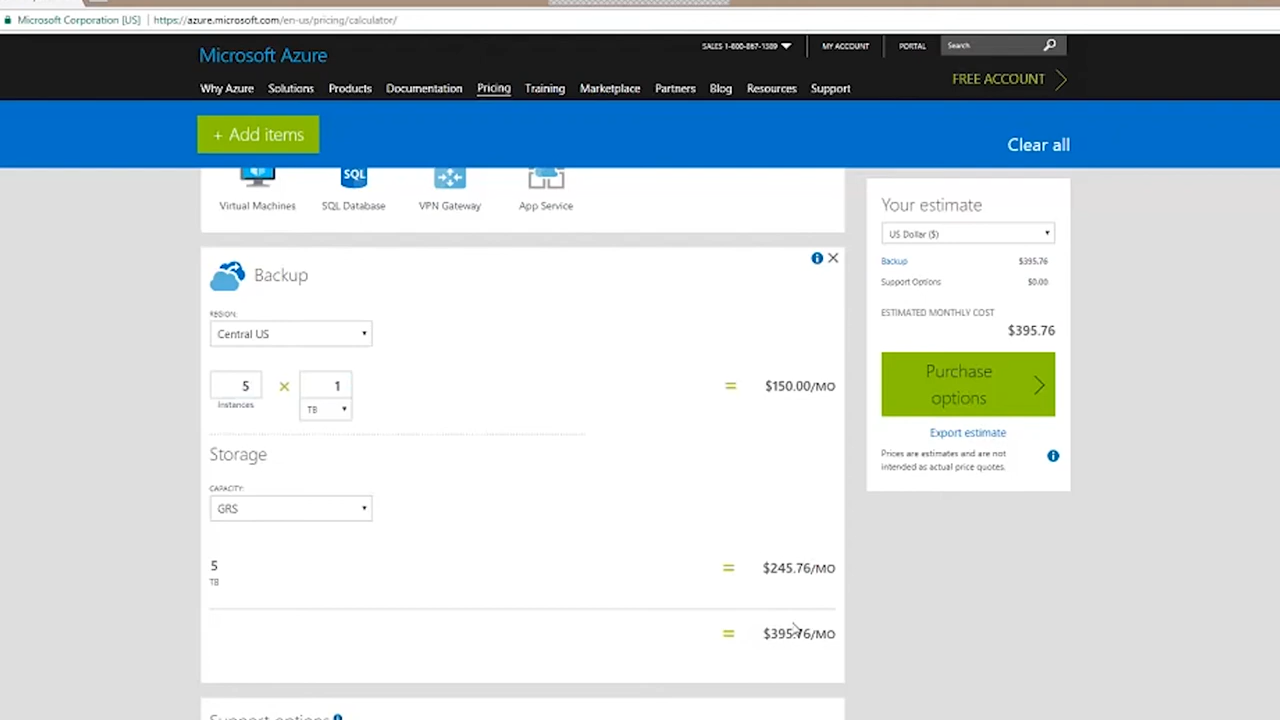 Microsoft Corporation [US] https://azure.microsoft.com/en-us/pricing/calculator/
Microsoft Azure
SALES 1-800-867-1389
MY ACCOUNT
PORTAL
Search
FREE ACCOUNT
Why Azure Solutions Products Documentation Pricing Training Marketplace Partners Blog Resources Support
+ Add items
Clear all
SQL
Virtual Machines SQL Database VPN Gateway App Service
Backup
REGION:
Central US
5 × 1 = $150.00/MO
Instances
TB
Storage
CAPACITY:
GRS
5 = $245.76/MO
TB
= $395.76/MO
Support options
Your estimate
US Dollar ($)
Backup $395.76
Support Options $0.00
ESTIMATED MONTHLY COST
$395.76
Purchase
options
Export estimate
Prices are estimates and are not
intended as actual price quotes.